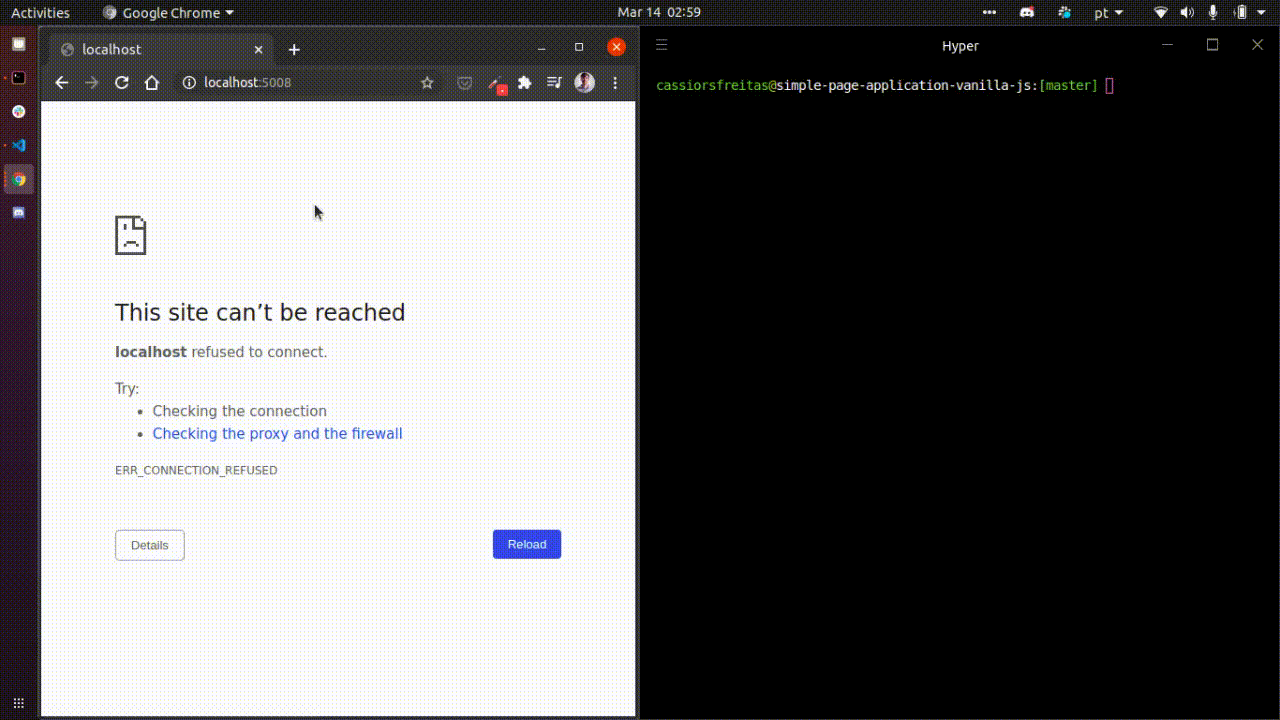 Activities Google Chrome Mar 14 02:59 pt
localhost
localhost:5008
This site can’t be reached
localhost refused to connect.
Try:
• Checking the connection
• Checking the proxy and the firewall
ERR_CONNECTION_REFUSED
Details Reload
Hyper
cassiorsfreitas@simple-page-application-vanilla-js:[master]